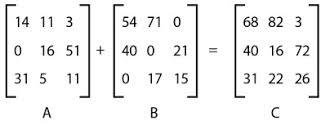 14 11 3 54 71 0 68 82 3
0 16 51 + 40 0 21 = 40 16 72
31 5 11 0 17 15 31 22 26
A B C